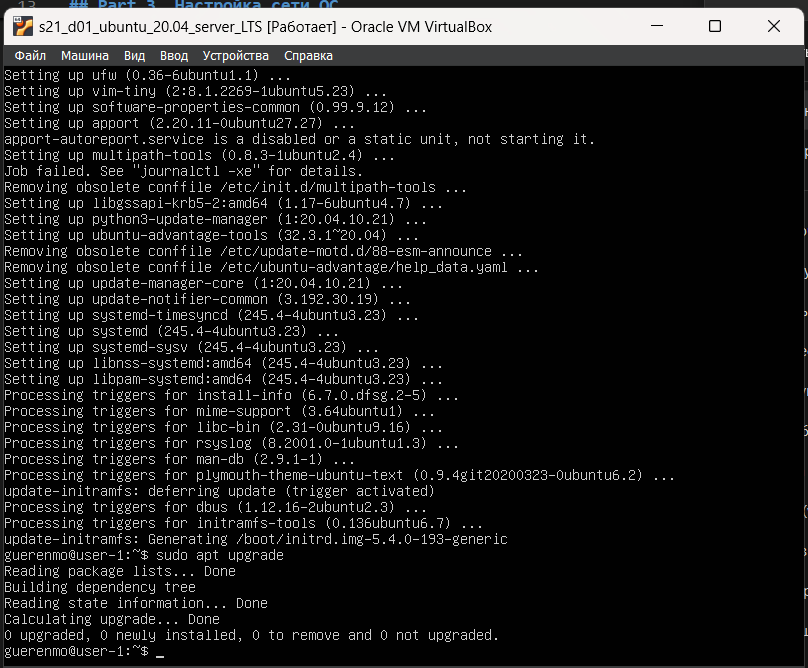 ## Part 3. Настройка сети ОС
s21_d01_ubuntu_20.04_server_LTS [Работает] - Oracle VM VirtualBox
Файл Машина Вид Ввод Устройства Справка
Setting up ufw (0.36-6ubuntu1.1) ...
Setting up vim-tiny (2:8.1.2269-1ubuntu5.23) ...
Setting up software-properties-common (0.99.9.12) ...
Setting up apport (2.20.11-0ubuntu27.27) ...
apport-autoreport.service is a disabled or a static unit, not starting it.
Setting up multipath-tools (0.8.3-1ubuntu2.4) ...
Job failed. See "journalctl -xe" for details.
Removing obsolete conffile /etc/init.d/multipath-tools ...
Setting up libgssapi-krb5-2:amd64 (1.17-6ubuntu4.7) ...
Setting up python3-update-manager (1:20.04.10.21) ...
Setting up ubuntu-advantage-tools (32.3.1~20.04) ...
Removing obsolete conffile /etc/update-motd.d/88-esm-announce ...
Removing obsolete conffile /etc/ubuntu-advantage/help_data.yaml ...
Setting up update-manager-core (1:20.04.10.21) ...
Setting up update-notifier-common (3.192.30.19) ...
Setting up systemd-timesyncd (245.4-4ubuntu3.23) ...
Setting up systemd (245.4-4ubuntu3.23) ...
Setting up systemd-sysv (245.4-4ubuntu3.23) ...
Setting up libnss-systemd:amd64 (245.4-4ubuntu3.23) ...
Setting up libpam-systemd:amd64 (245.4-4ubuntu3.23) ...
Processing triggers for install-info (6.7.0.dfsg.2-5) ...
Processing triggers for mime-support (3.64ubuntu1) ...
Processing triggers for libc-bin (2.31-0ubuntu9.16) ...
Processing triggers for rsyslog (8.2001.0-1ubuntu1.3) ...
Processing triggers for man-db (2.9.1-1) ...
Processing triggers for plymouth-theme-ubuntu-text (0.9.4git20200323-0ubuntu6.2) ...
update-initramfs: deferring update (trigger activated)
Processing triggers for dbus (1.12.16-2ubuntu2.3) ...
Processing triggers for initramfs-tools (0.136ubuntu6.7) ...
update-initramfs: Generating /boot/initrd.img-5.4.0-193-generic
guerenmo@user-1:~$ sudo apt upgrade
Reading package lists... Done
Building dependency tree
Reading state information... Done
Calculating upgrade... Done
0 upgraded, 0 newly installed, 0 to remove and 0 not upgraded.
guerenmo@user-1:~$ _